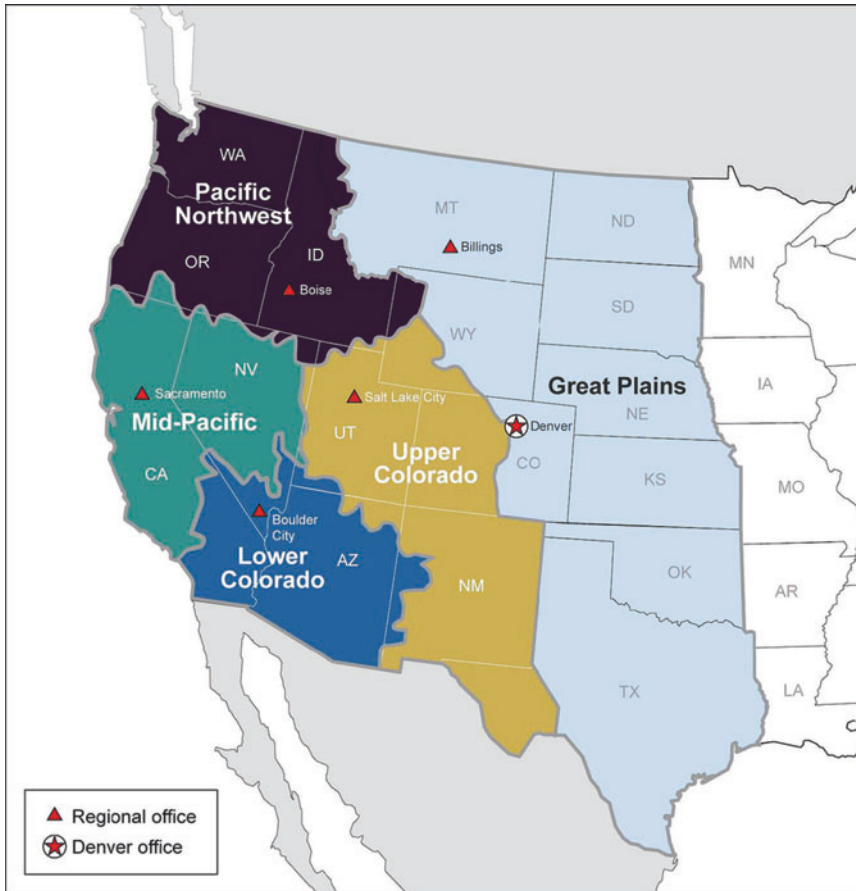 WA
Pacific
Northwest
OR
ID
Boise
MT
Billings
ND
MN
SD
WY
Great Plains
NE
IA
NV
Sacramento
Mid-Pacific
CA
Salt Lake City
UT
Upper
Colorado
Denver
CO
KS
MO
Boulder
City
Lower
Colorado
AZ
NM
OK
AR
TX
LA
Regional office
Denver office